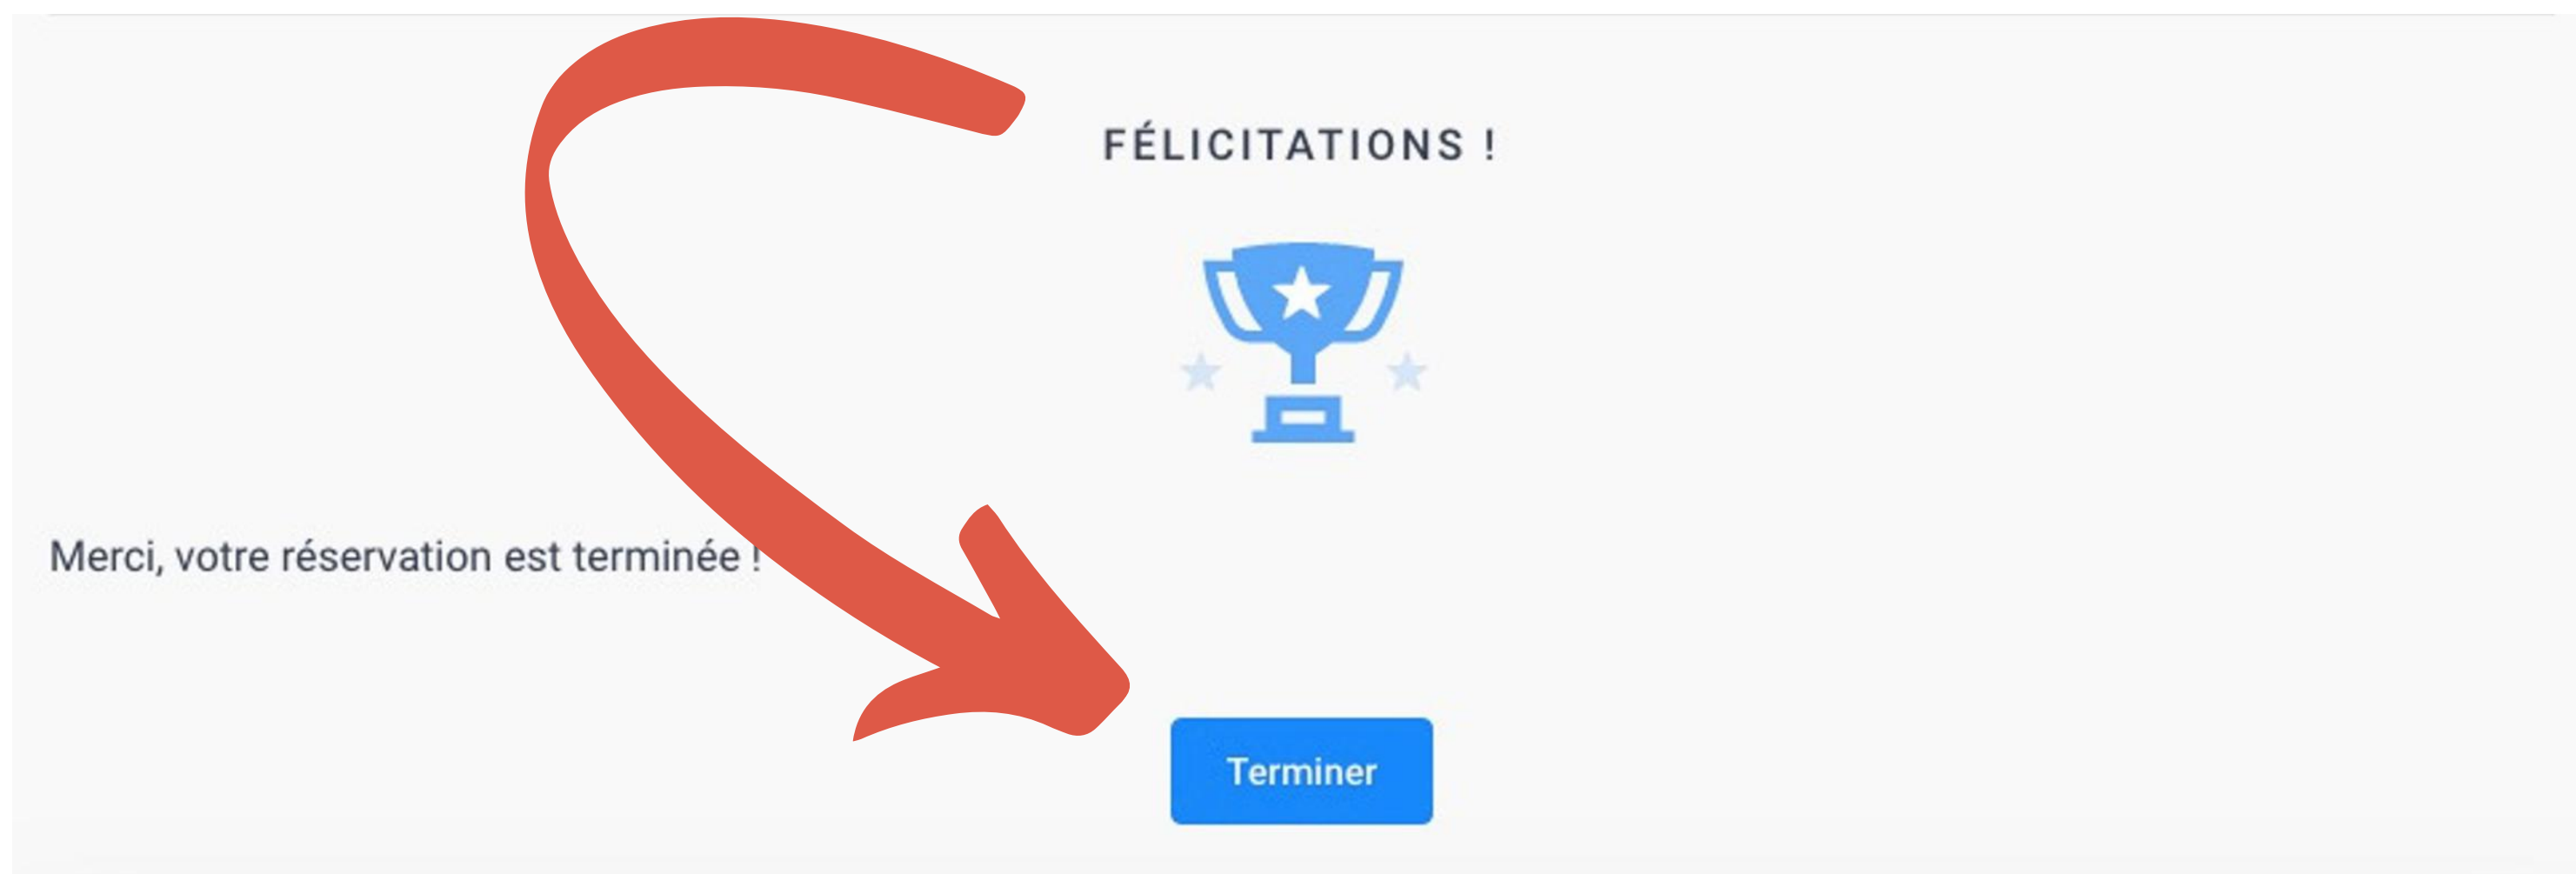 FÉLICITATIONS !
Merci, votre réservation est terminée !
Terminer